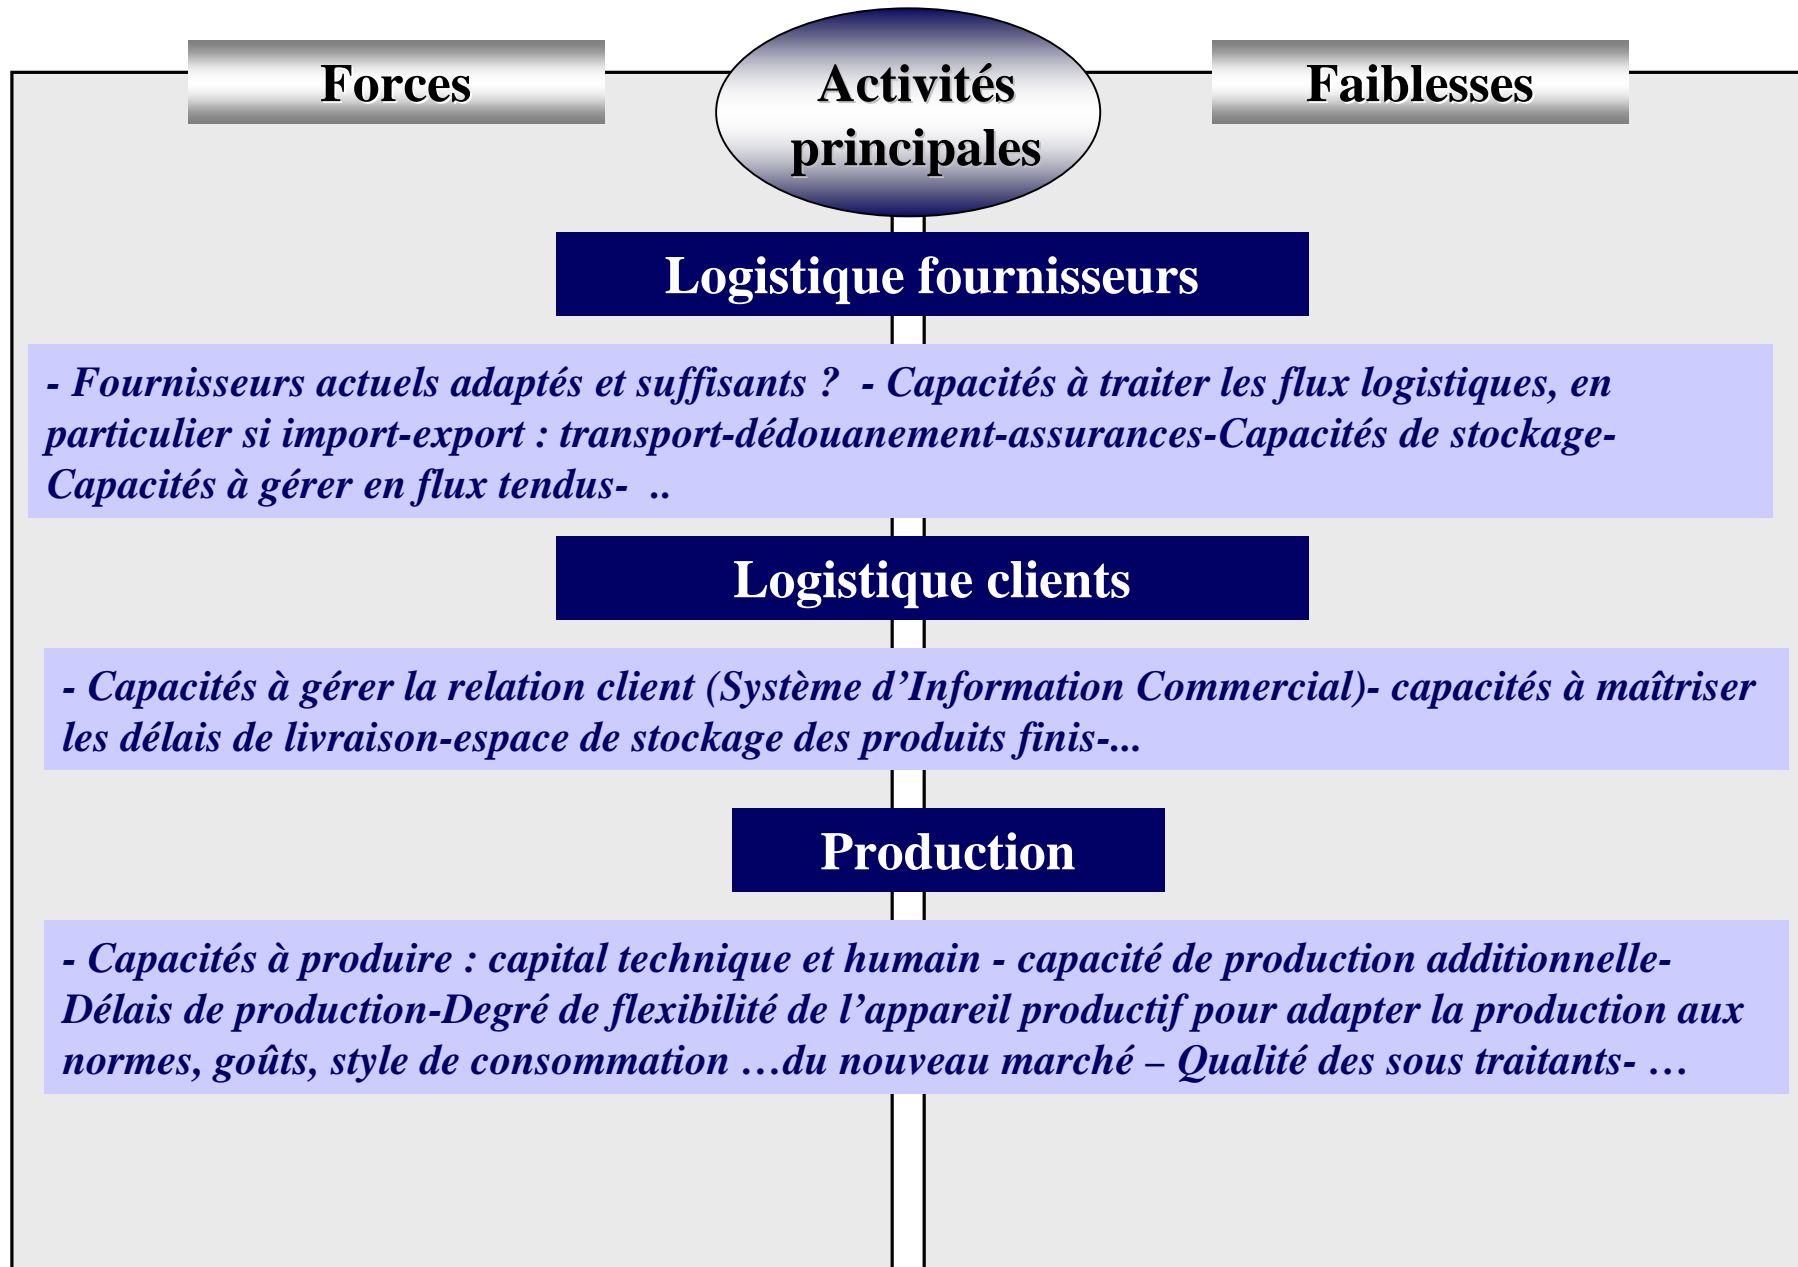 Forces
Activités
principales
Faiblesses
Logistique fournisseurs
- Fournisseurs actuels adaptés et suffisants ?  - Capacités à traiter les flux logistiques, en
particulier si import-export : transport-dédouanement-assurances-Capacités de stockage-
Capacités à gérer en flux tendus-  ..
Logistique clients
- Capacités à gérer la relation client (Système d’Information Commercial)- capacités à maîtriser
les délais de livraison-espace de stockage des produits finis-...
Production
- Capacités à produire : capital technique et humain - capacité de production additionnelle-
Délais de production-Degré de flexibilité de l’appareil productif pour adapter la production aux
normes, goûts, style de consommation …du nouveau marché – Qualité des sous traitants- …